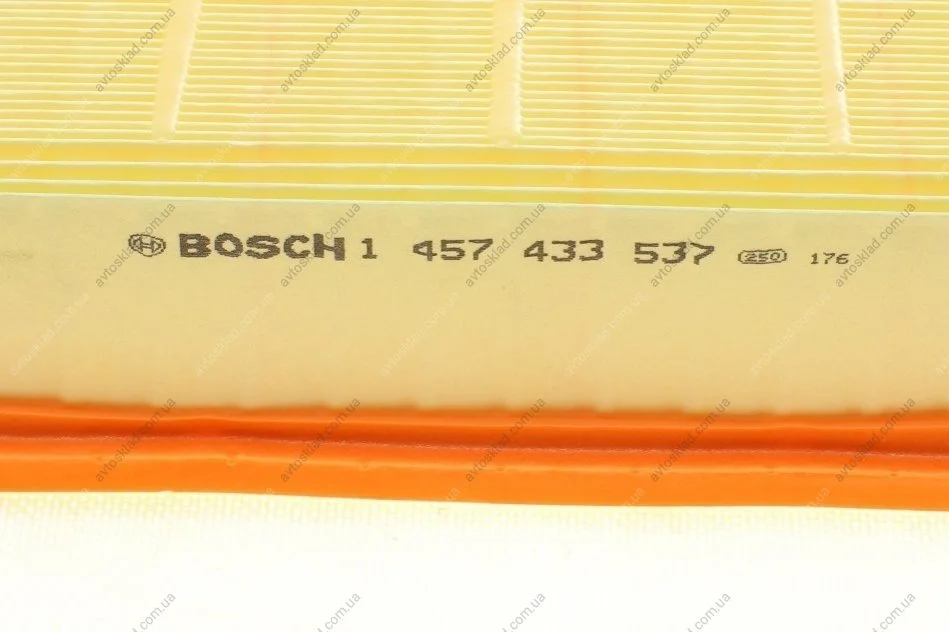 BOSCH 1 457 433 537 250 176
avtosklad.com.ua